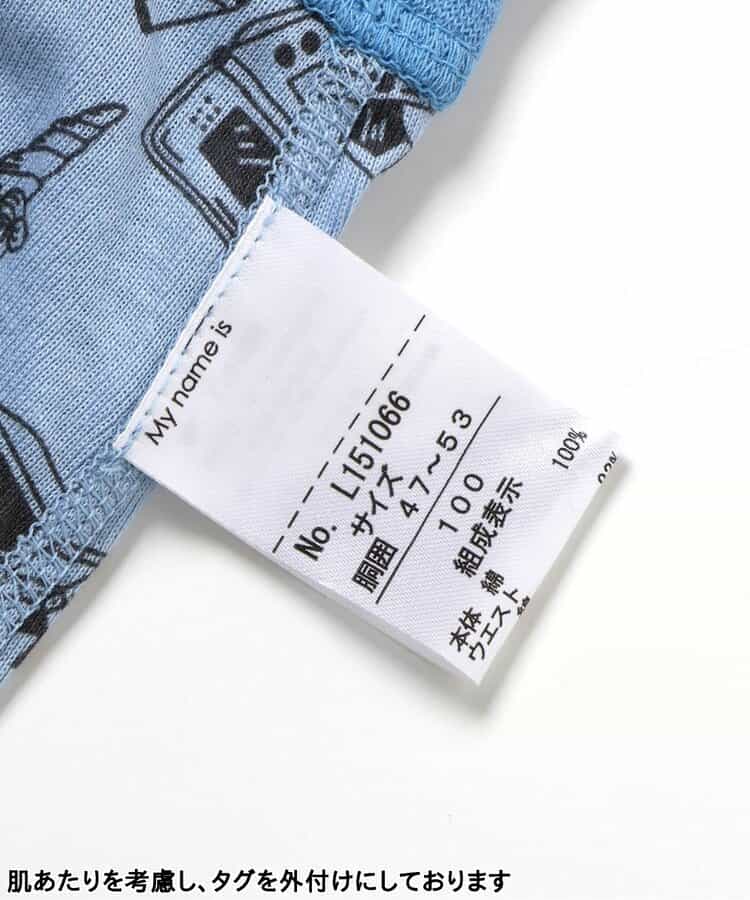 My name is
No. L151066
サイズ
胴囲 47～53
100
組成表示
本体 綿 100%
ウエスト
肌あたりを考慮し、タグを外付けにしております